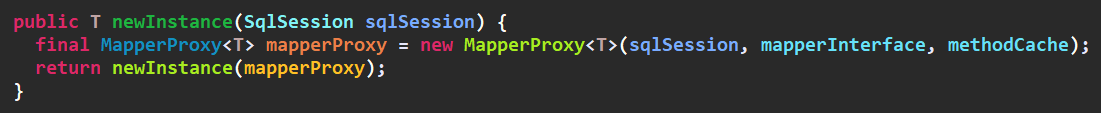 public T newInstance(SqlSession sqlSession) {
  final MapperProxy<T> mapperProxy = new MapperProxy<T>(sqlSession, mapperInterface, methodCache);
  return newInstance(mapperProxy);
}